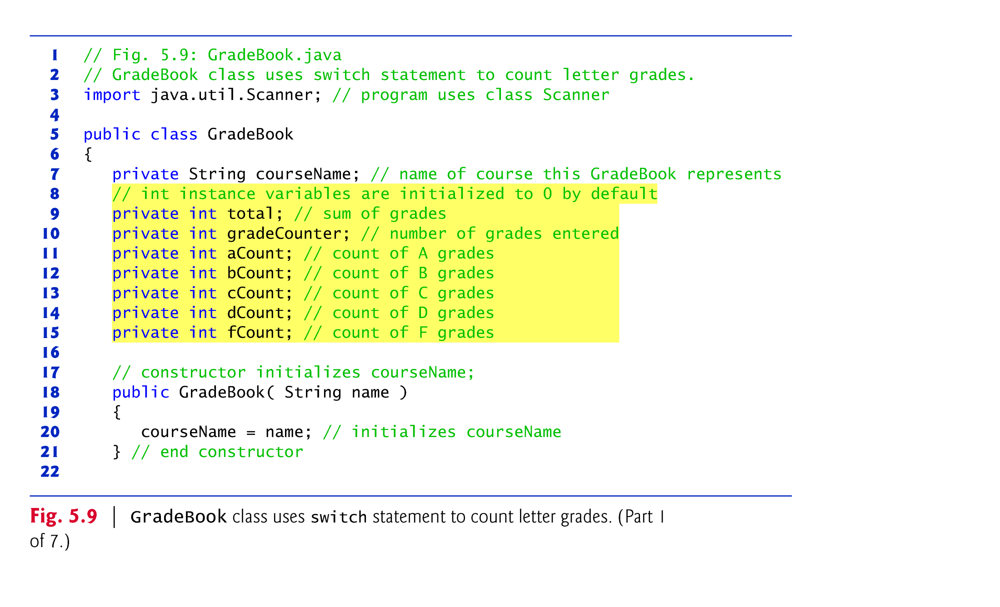 1 // Fig. 5.9: GradeBook.java
2 // GradeBook class uses switch statement to count letter grades.
3 import java.util.Scanner; // program uses class Scanner
4
5 public class GradeBook
6 {
7    private String courseName; // name of course this GradeBook represents
8    // int instance variables are initialized to 0 by default
9    private int total; // sum of grades
10    private int gradeCounter; // number of grades entered
11    private int aCount; // count of A grades
12    private int bCount; // count of B grades
13    private int cCount; // count of C grades
14    private int dCount; // count of D grades
15    private int fCount; // count of F grades
16
17    // constructor initializes courseName;
18    public GradeBook( String name )
19    {
20       courseName = name; // initializes courseName
21    } // end constructor
22
Fig. 5.9 | GradeBook class uses switch statement to count letter grades. (Part 1
of 7.)